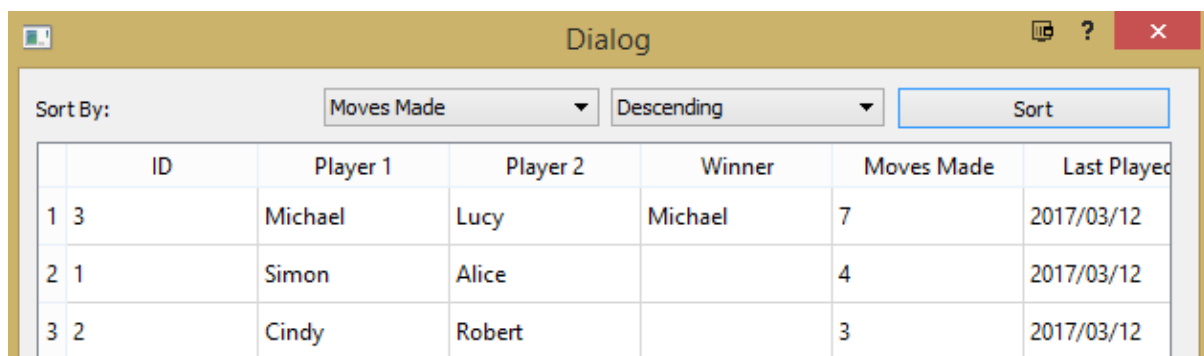 Dialog ? ×
Sort By: Moves Made Descending Sort
ID Player 1 Player 2 Winner Moves Made Last Played
1 3 Michael Lucy Michael 7 2017/03/12
2 1 Simon Alice 4 2017/03/12
3 2 Cindy Robert 3 2017/03/12